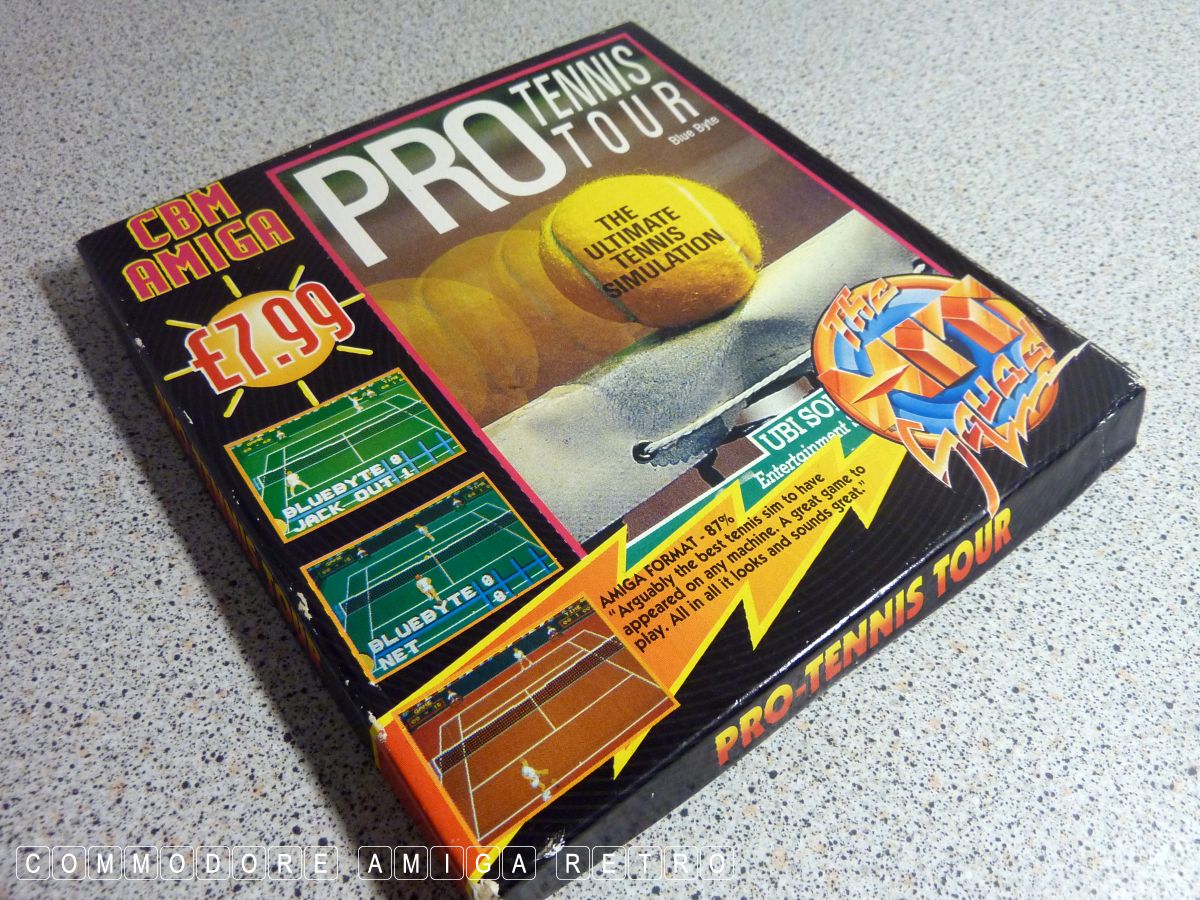 PRO TENNIS
TOUR
Blue Byte
CBM
AMIGA
£7.99
THE
ULTIMATE
TENNIS
SIMULATION
THE
HIT
Squad
UBI SO
Entertainment
BLUEBYTE 0
JACK OUT 1
BLUEBYTE 0
NET 0
AMIGA FORMAT - 87%
"Arguably the best tennis sim to have
appeared on any machine. A great game to
play. All in all it looks and sounds great."
PRO-TENNIS TOUR
COMMODORE AMIGA RETRO